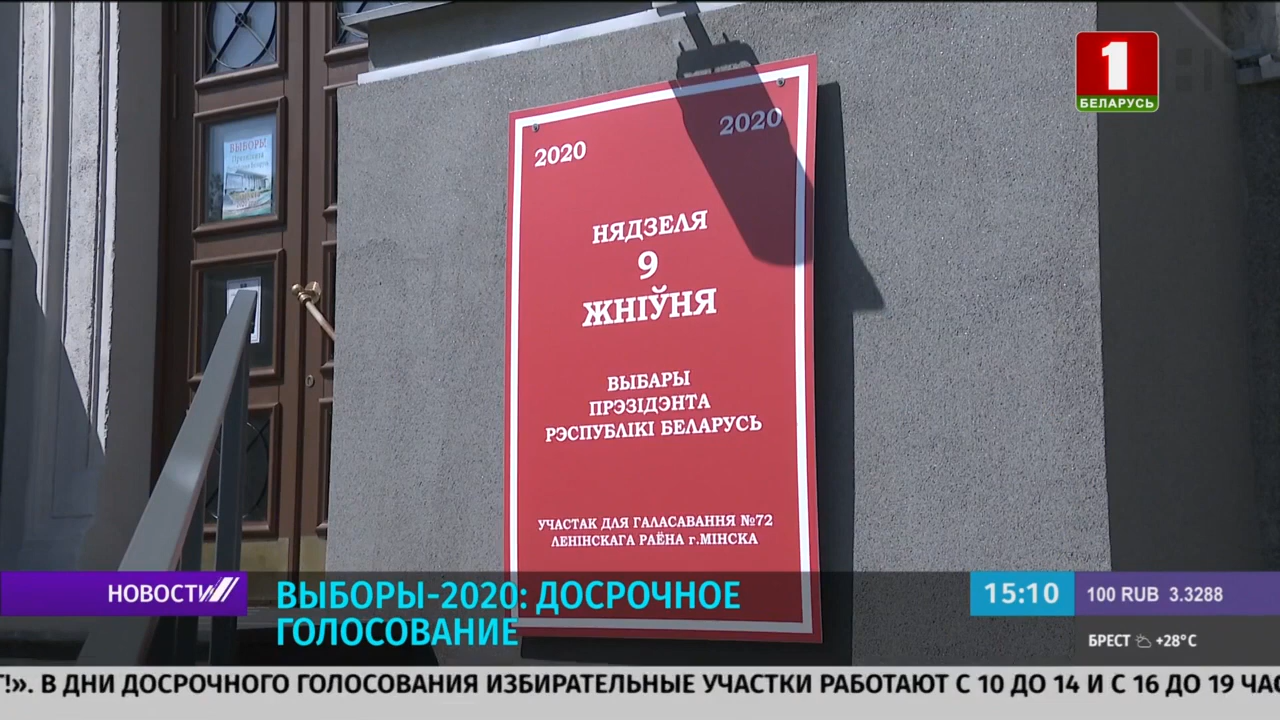 1
БЕЛАРУСЬ
ВЫБОРЫ
2020
2020
НЯДЗЕЛЯ
9
ЖНІЎНЯ
ВЫБАРЫ
ПРЭЗІДЭНТА
РЭСПУБЛІКІ БЕЛАРУСЬ
УЧАСТАК ДЛЯ ГАЛАСАВАННЯ №72
ЛЕНІНСКАГА РАЁНА г.МІНСКА
НОВОСТИ
ВЫБОРЫ-2020: ДОСРОЧНОЕ
ГОЛОСОВАНИЕ
15:10
100 RUB 3.3288
БРЕСТ +28°C
Т!». В ДНИ ДОСРОЧНОГО ГОЛОСОВАНИЯ ИЗБИРАТЕЛЬНЫЕ УЧАСТКИ РАБОТАЮТ С 10 ДО 14 И С 16 ДО 19 ЧАС